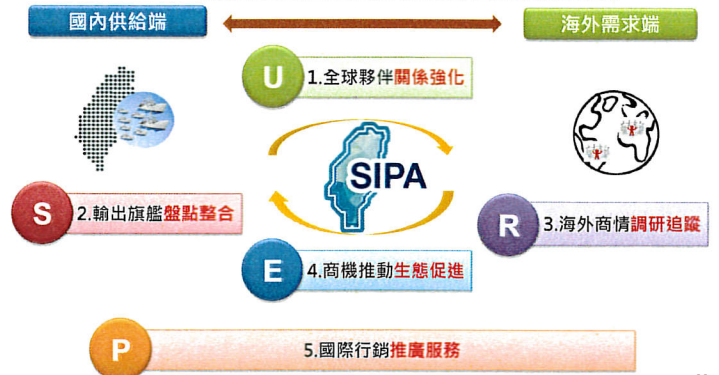 國內供給端
海外需求端
U
1.全球夥伴關係強化
SIPA
S
2.輸出旗艦盤點整合
R
3.海外商情調研追蹤
E
4.商機推動生態促進
P
5.國際行銷推廣服務